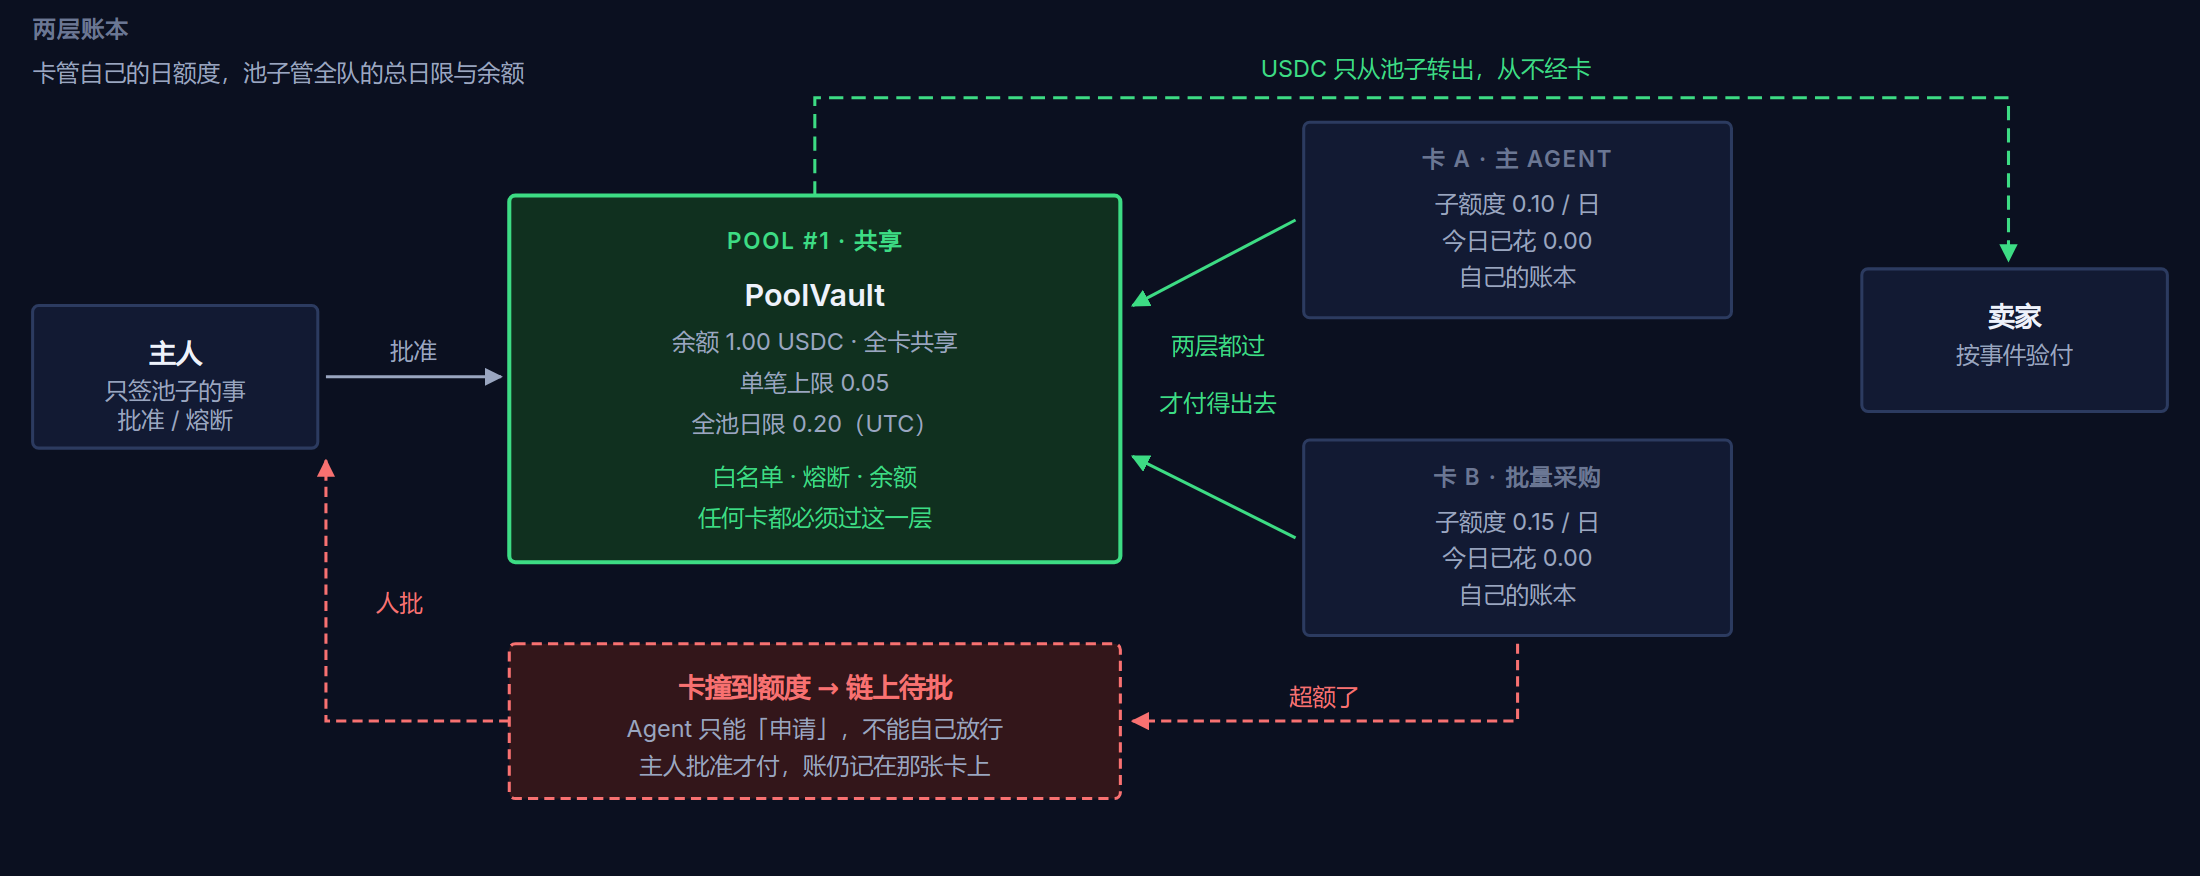 两层账本
卡管自己的日额度，池子管全队的总日限与余额
USDC 只从池子转出，从不经卡
主人
只签池子的事
批准 / 熔断
批准
POOL #1 · 共享
PoolVault
余额 1.00 USDC · 全卡共享
单笔上限 0.05
全池日限 0.20（UTC）
白名单 · 熔断 · 余额
任何卡都必须过这一层
两层都过
才付得出去
卡 A · 主 AGENT
子额度 0.10 / 日
今日已花 0.00
自己的账本
卡 B · 批量采购
子额度 0.15 / 日
今日已花 0.00
自己的账本
卖家
按事件验付
人批
卡撞到额度 → 链上待批
Agent 只能「申请」，不能自己放行
主人批准才付，账仍记在那张卡上
超额了